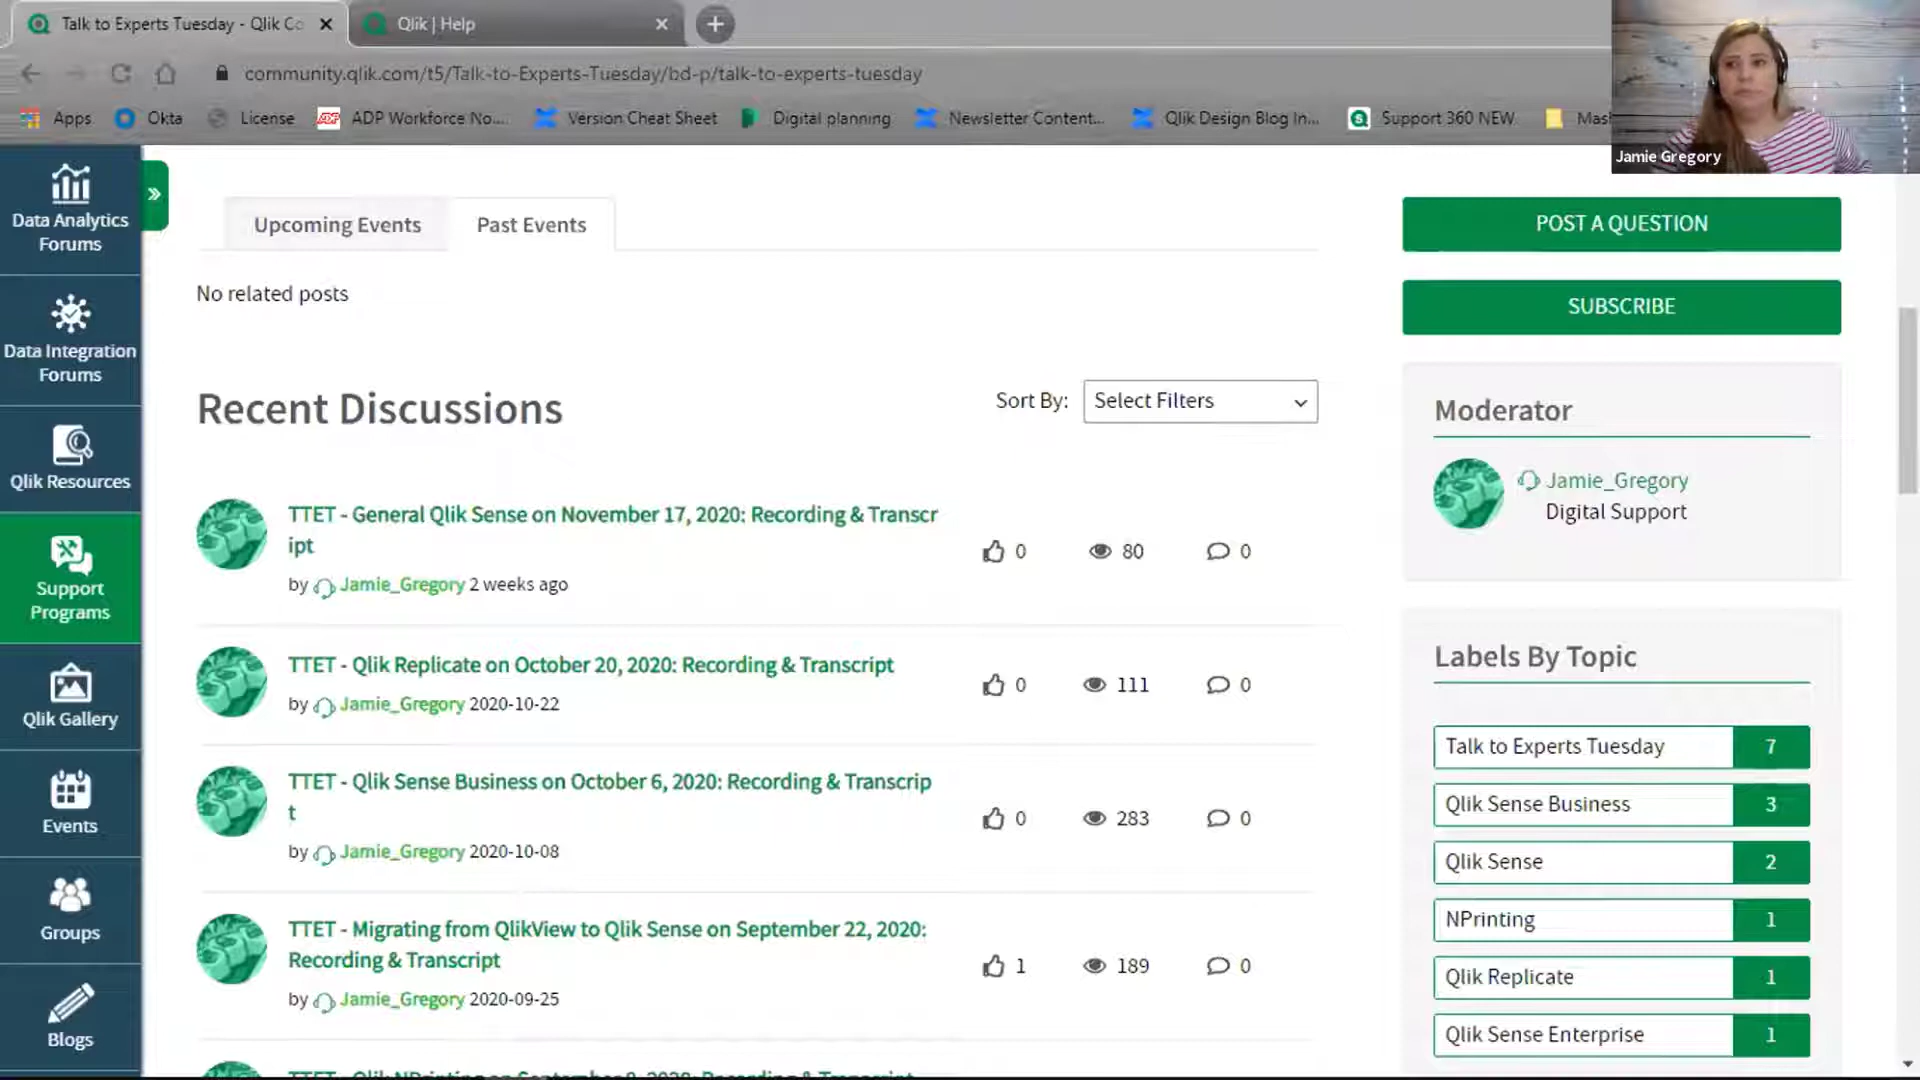 Talk to Experts Tuesday - Qlik Co
Qlik | Help
community.qlik.com/t5/Talk-to-Experts-Tuesday/bd-p/talk-to-experts-tuesday
Apps
Okta
License
ADP Workforce No...
Version Cheat Sheet
Digital planning
Newsletter Content...
Qlik Design Blog In...
Support 360 NEW
Jamie Gregory
Data Analytics
Forums
Data Integration
Forums
Qlik Resources
Support
Programs
Qlik Gallery
Events
Groups
Blogs
Upcoming Events
Past Events
No related posts
Recent Discussions
Sort By:
Select Filters
TTET - General Qlik Sense on November 17, 2020: Recording & Transcr
ipt
by Jamie_Gregory 2 weeks ago
0 80 0
TTET - Qlik Replicate on October 20, 2020: Recording & Transcript
by Jamie_Gregory 2020-10-22
0 111 0
TTET - Qlik Sense Business on October 6, 2020: Recording & Transcrip
t
by Jamie_Gregory 2020-10-08
0 283 0
TTET - Migrating from QlikView to Qlik Sense on September 22, 2020:
Recording & Transcript
by Jamie_Gregory 2020-09-25
1 189 0
TTET - Qlik NPrinting on September 8, 2020: Recording & Transcript
POST A QUESTION
SUBSCRIBE
Moderator
Jamie_Gregory
Digital Support
Labels By Topic
Talk to Experts Tuesday 7
Qlik Sense Business 3
Qlik Sense 2
NPrinting 1
Qlik Replicate 1
Qlik Sense Enterprise 1